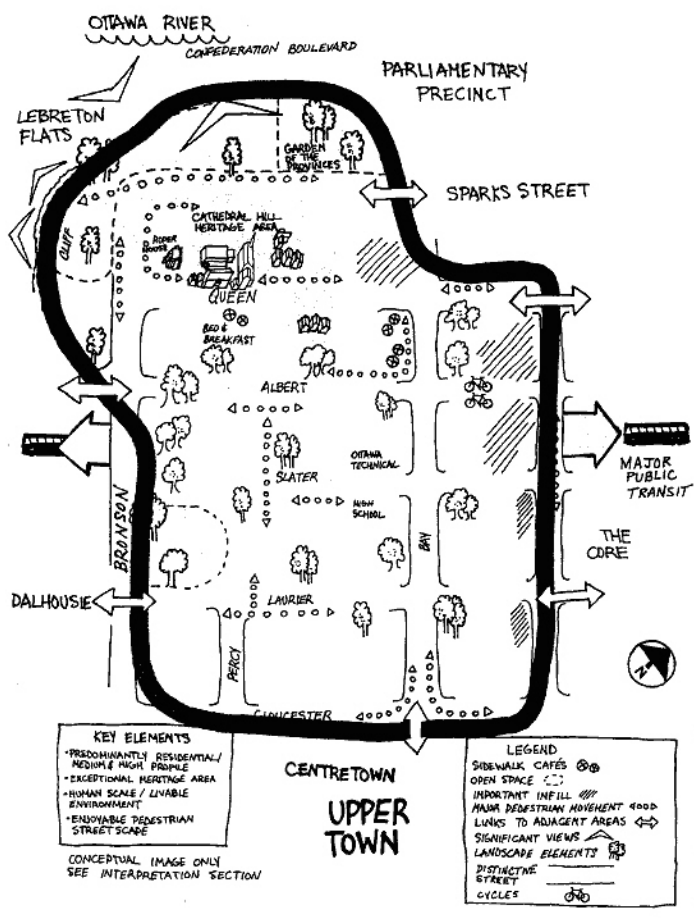 OTTAWA RIVER
CONFEDERATION BOULEVARD
PARLIAMENTARY
PRECINCT
LEBRETON
FLATS
GARDEN
OF THE
PROVINCES
SPARKS STREET
CLIFF
CATHEDRAL HILL
HERITAGE AREA
ROPER
HOUSE
QUEEN
BED &
BREAKFAST
ALBERT
OTTAWA
TECHNICAL
SLATER
HIGH
SCHOOL
MAJOR
PUBLIC
TRANSIT
BRONSON
BAY
THE
CORE
DALHOUSIE
LAURIER
PERCY
N
GLOUCESTER
KEY ELEMENTS
•PREDOMINANTLY RESIDENTIAL/
MEDIUM & HIGH PROFILE
•EXCEPTIONAL HERITAGE AREA
•HUMAN SCALE / LIVABLE
ENVIRONMENT
•ENJOYABLE PEDESTRIAN
STREETSCAPE
CONCEPTUAL IMAGE ONLY
SEE INTERPRETATION SECTION
CENTRETOWN
UPPER
TOWN
LEGEND
SIDEWALK CAFÉS
OPEN SPACE
IMPORTANT INFILL
MAJOR PEDESTRIAN MOVEMENT
LINKS TO ADJACENT AREAS
SIGNIFICANT VIEWS
LANDSCAPE ELEMENTS
DISTINCTIVE
STREET
CYCLES